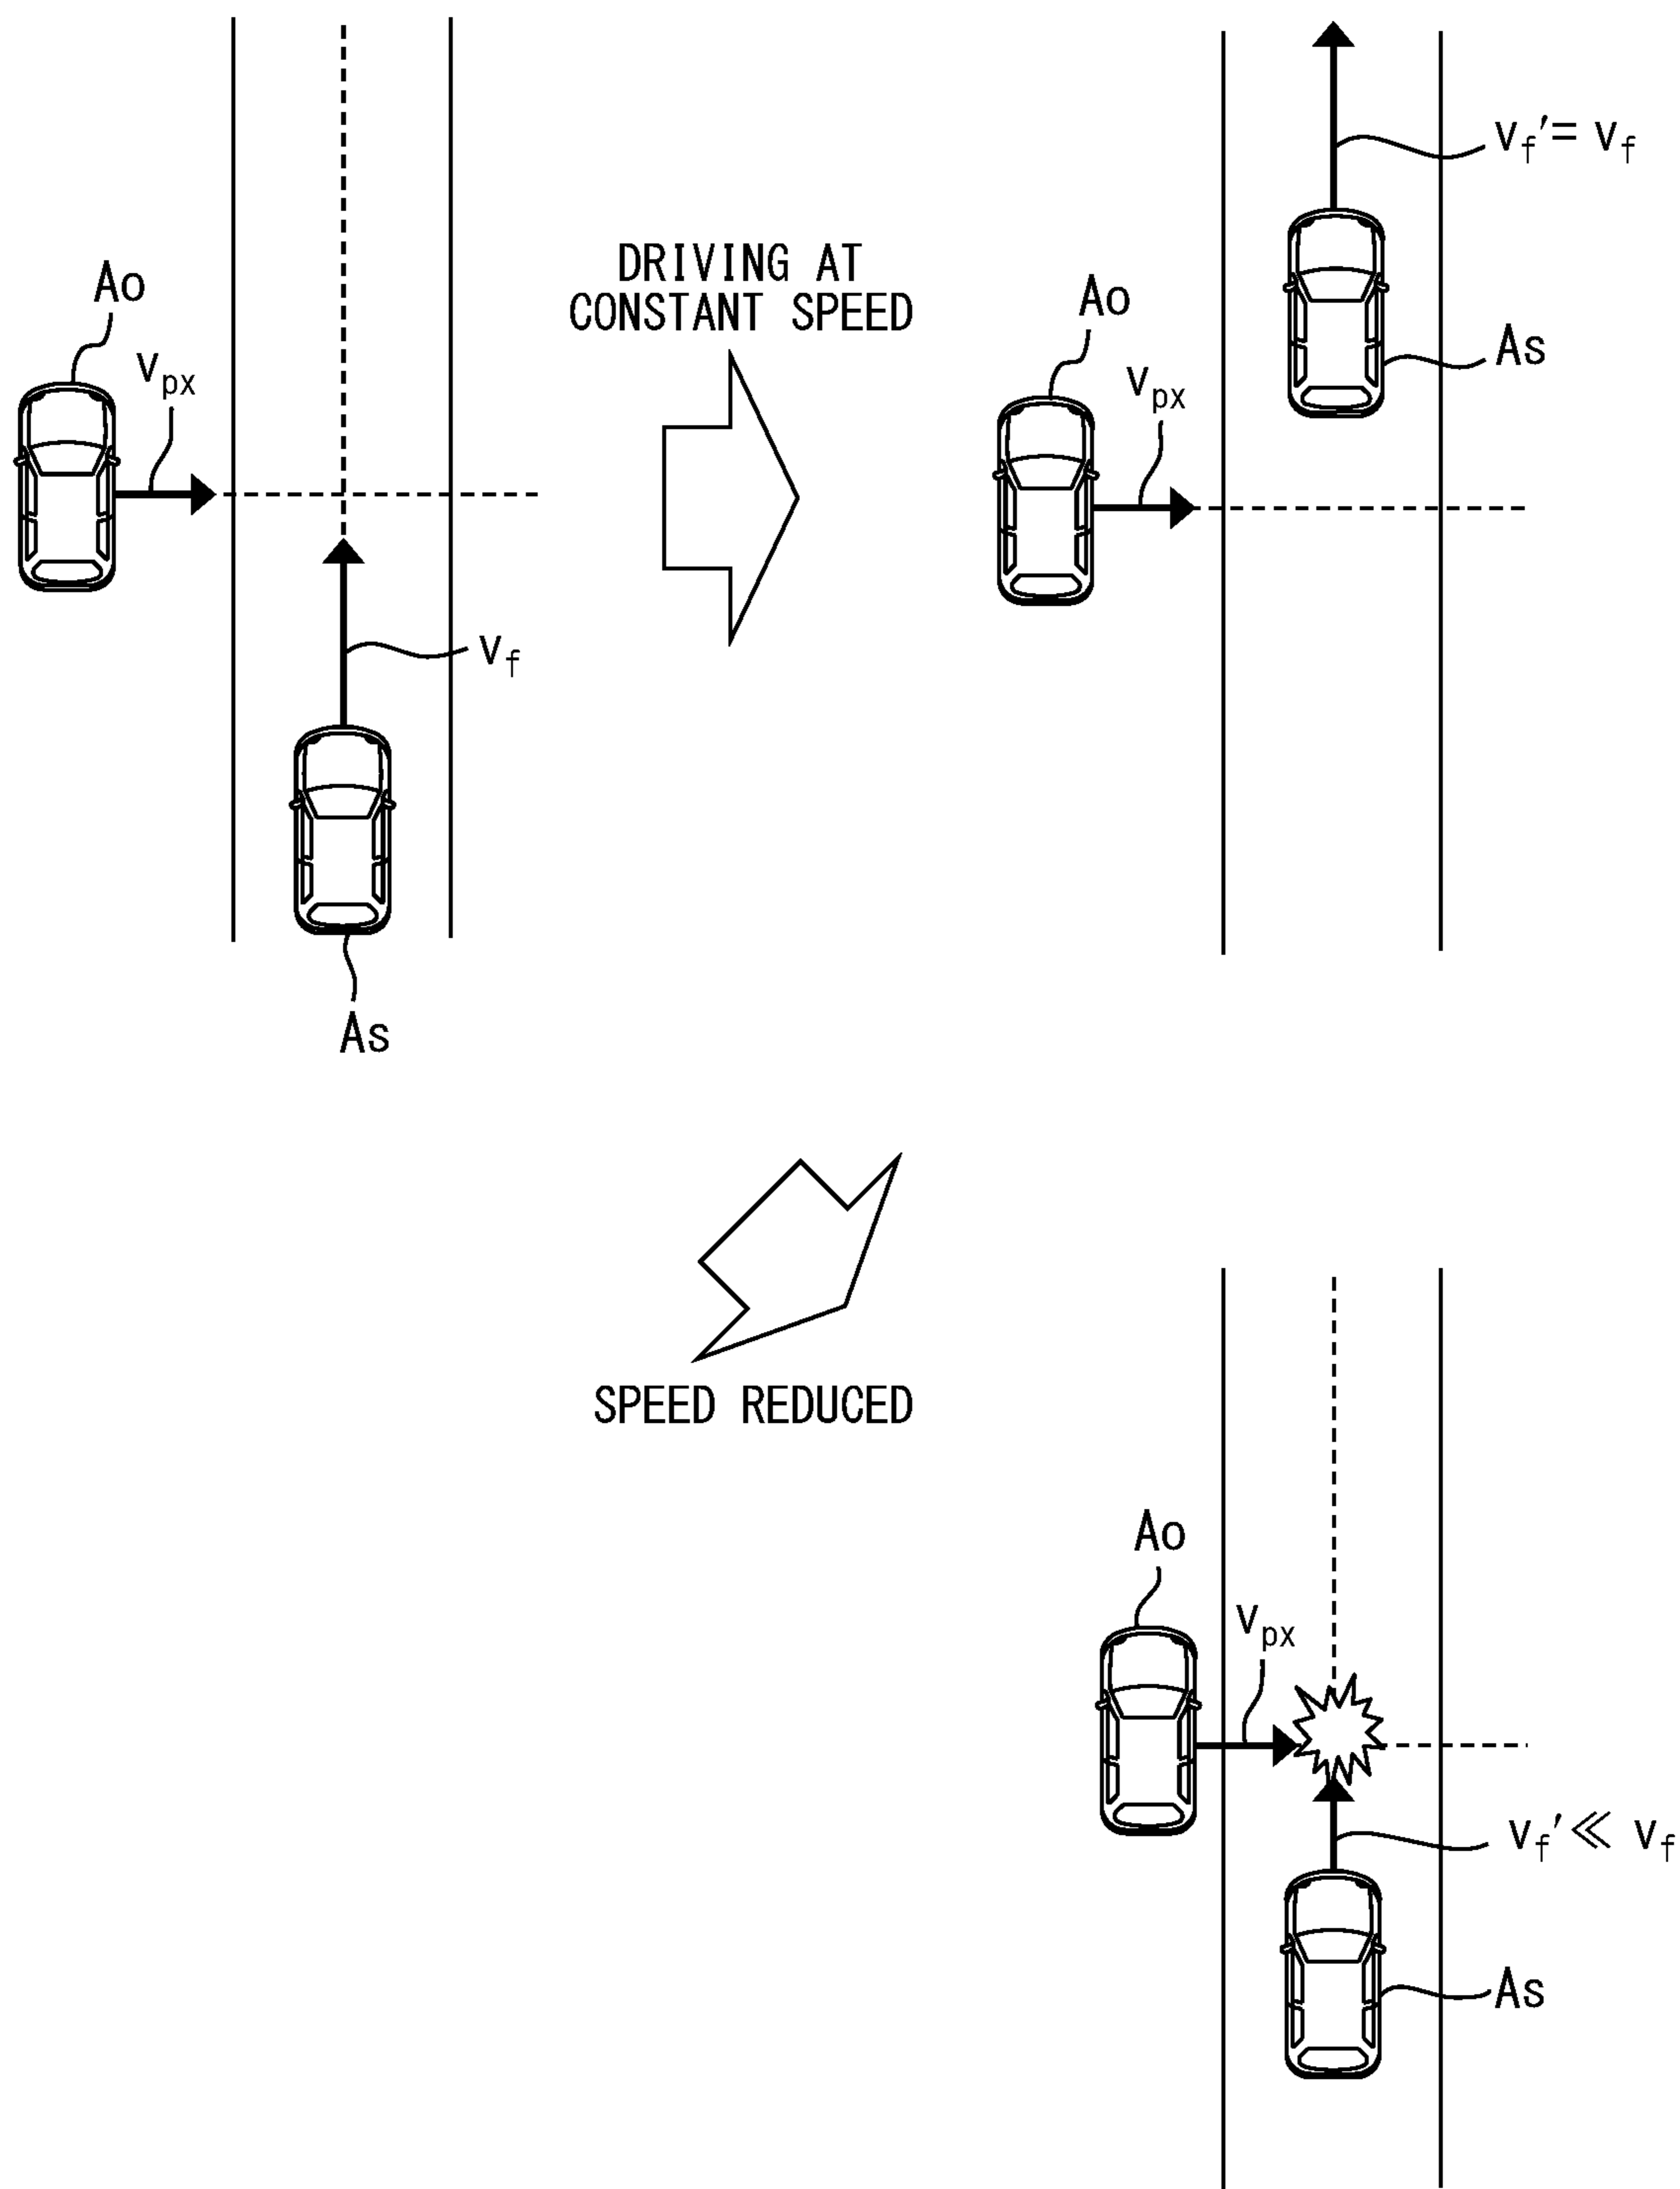 Ao
vpx
vf
As
DRIVING AT
CONSTANT SPEED
Ao
vpx
vf'= vf
As
SPEED REDUCED
Ao
vpx
vf'≪ vf
As